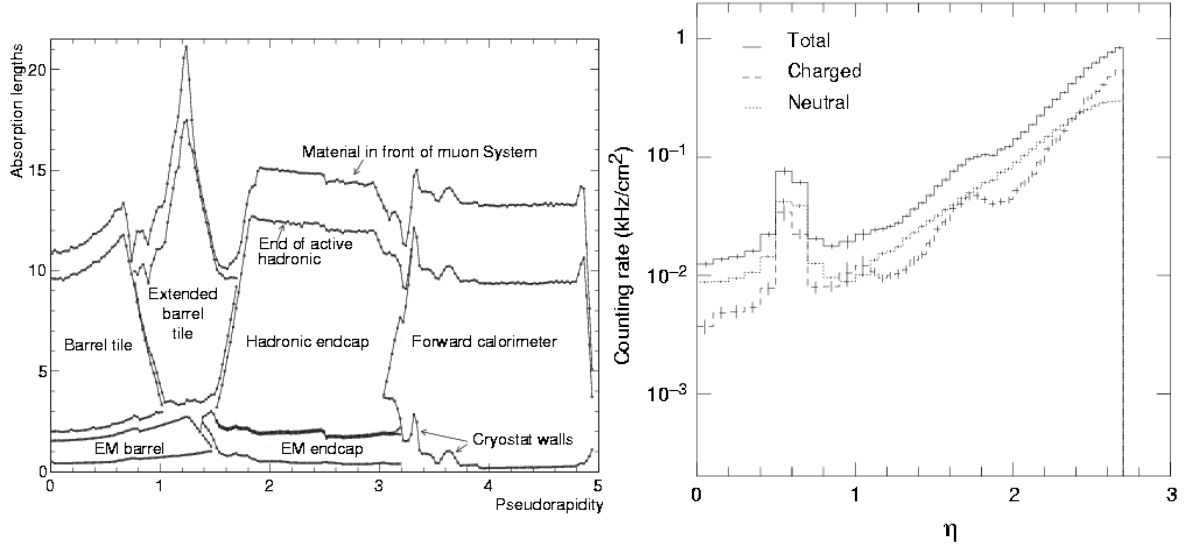 Absorption lengths
20
15
10
5
0
Material in front of muon System
End of active
hadronic
Extended
barrel
tile
Barrel tile
Hadronic endcap
Forward calorimeter
EM barrel
EM endcap
Cryostat walls
0
1
2
3
4
5
Pseudorapidity
Counting rate (kHz/cm²)
1
10⁻¹
10⁻²
10⁻³
Total
Charged
Neutral
0
1
2
3
η